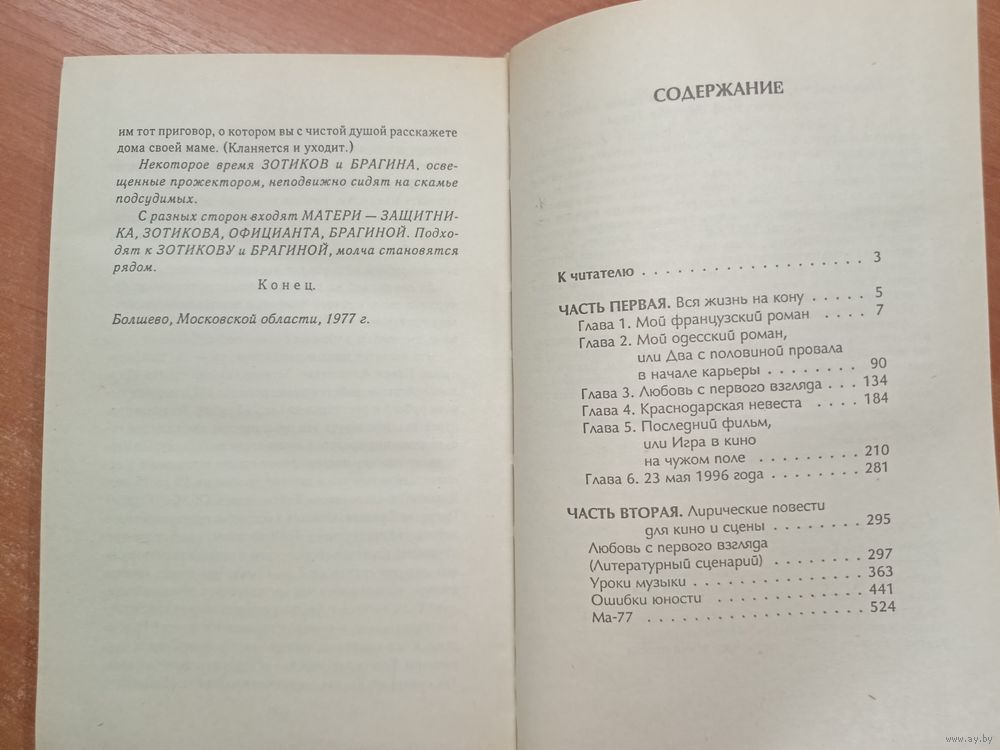 им тот приговор, о котором вы с чистой душой расскажете
дома своей маме. (Кланяется и уходит.)
Некоторое время ЗОТИКОВ и БРАГИНА, осве-
щенные прожектором, неподвижно сидят на скамье
подсудимых.
С разных сторон входят МАТЕРИ — ЗАЩИТНИ-
КА, ЗОТИКОВА, ОФИЦИАНТА, БРАГИНОЙ. Подхо-
дят к ЗОТИКОВУ и БРАГИНОЙ, молча становятся
рядом.
Конец.
Болшево, Московской области, 1977 г.
СОДЕРЖАНИЕ
К читателю . . . . . . . . . . . . . . . . . . . 3
ЧАСТЬ ПЕРВАЯ. Вся жизнь на кону . . . . . 5
Глава 1. Мой французский роман . . . . 7
Глава 2. Мой одесский роман,
или Два с половиной провала
в начале карьеры . . . . . . . . 90
Глава 3. Любовь с первого взгляда . . . 134
Глава 4. Краснодарская невеста . . . . 184
Глава 5. Последний фильм,
или Игра в кино
на чужом поле . . . . . . . . . 210
Глава 6. 23 мая 1996 года . . . . . . . . 281
ЧАСТЬ ВТОРАЯ. Лирические повести
для кино и сцены . . . . . . . . 295
Любовь с первого взгляда
(Литературный сценарий) . . . . . . . . 297
Уроки музыки . . . . . . . . . . . . . . . 363
Ошибки юности . . . . . . . . . . . . . 441
Ма-77 . . . . . . . . . . . . . . . . . . 524
www.ay.by